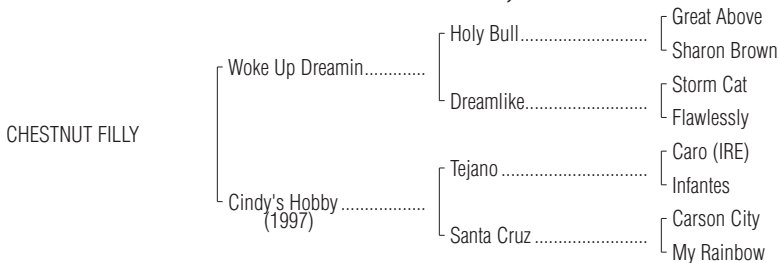 Great Above
Holy Bull..........................................
Sharon Brown
Woke Up Dreamin..............
Storm Cat
Dreamlike.........................................
Flawlessly
CHESTNUT FILLY
Caro (IRE)
Tejano ................................................
Infantes
Cindy's Hobby ...................
(1997)
Carson City
Santa Cruz .....................................
My Rainbow